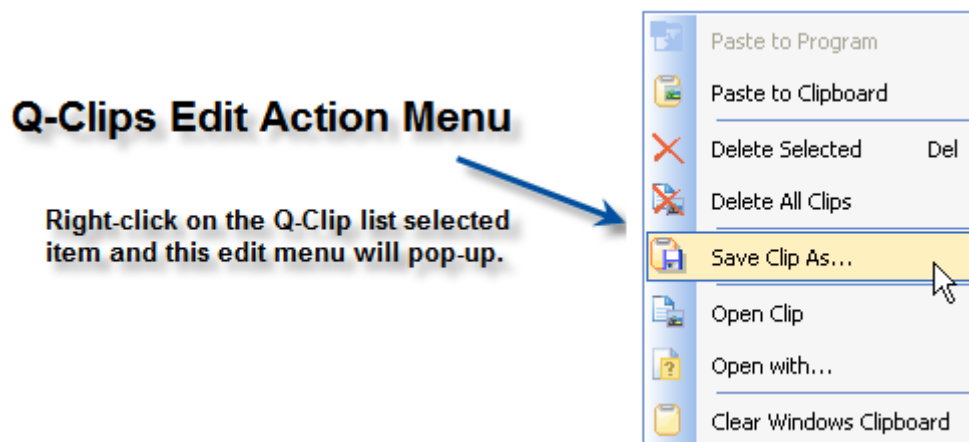 Q-Clips Edit Action Menu
Right-click on the Q-Clip list selected
item and this edit menu will pop-up.
Paste to Program
Paste to Clipboard
Delete Selected Del
Delete All Clips
Save Clip As...
Open Clip
Open with...
Clear Windows Clipboard